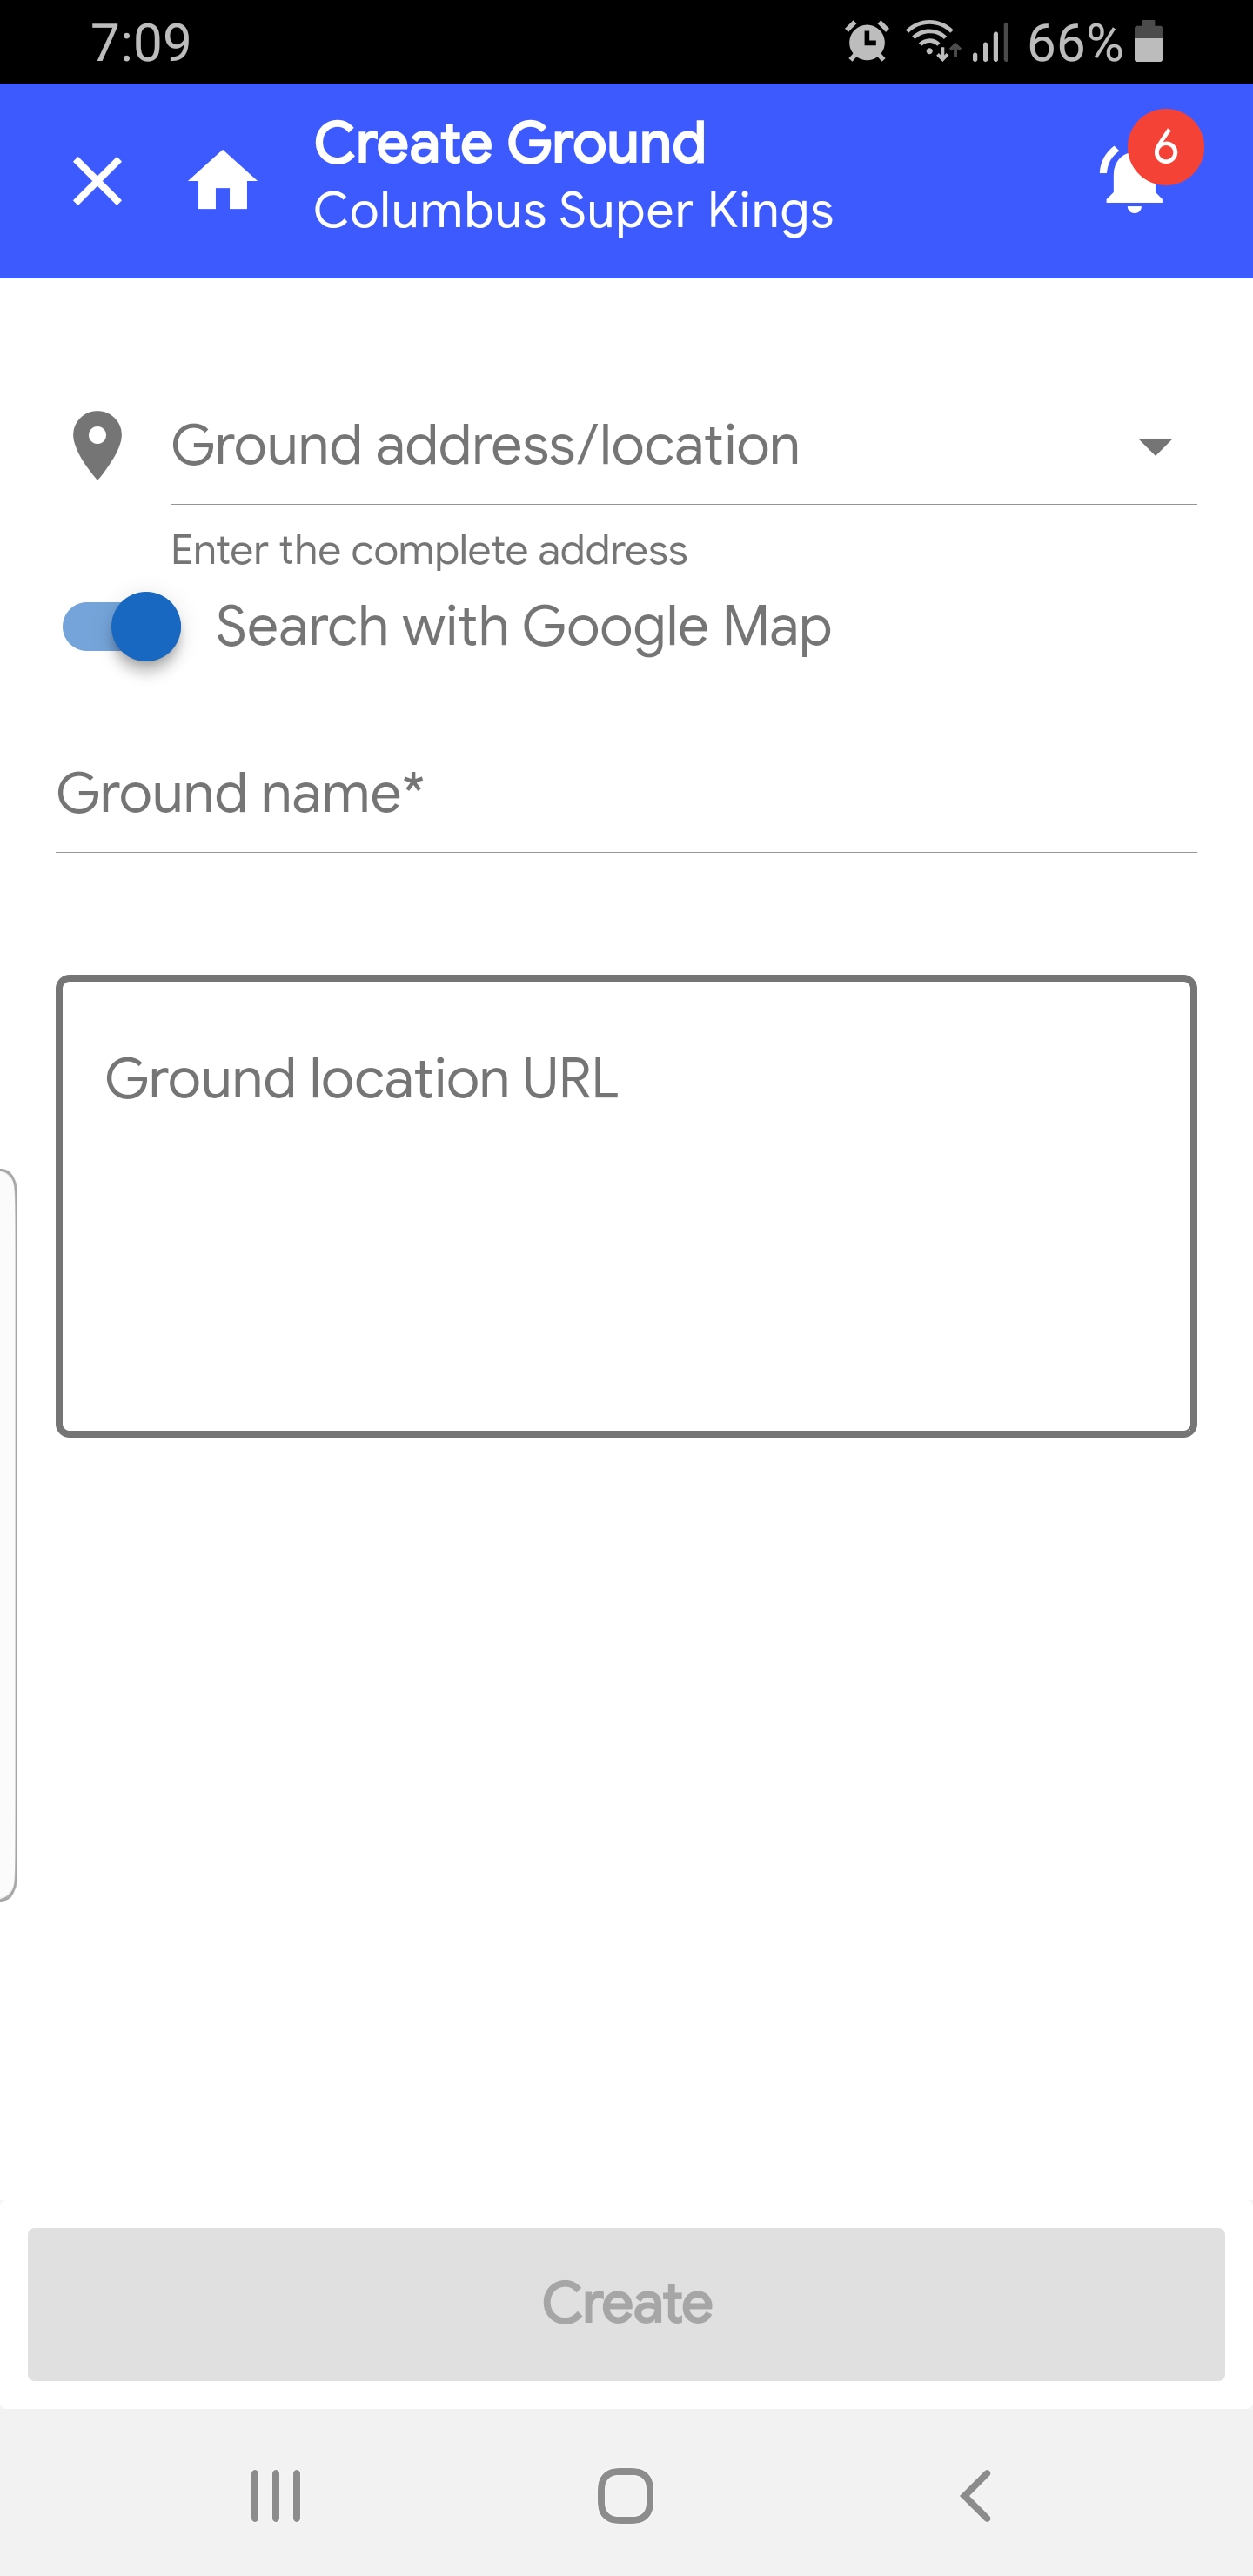 7:09
66%
Create Ground
6
Columbus Super Kings
Ground address/location
Enter the complete address
Search with Google Map
Ground name*
Ground location URL
Create